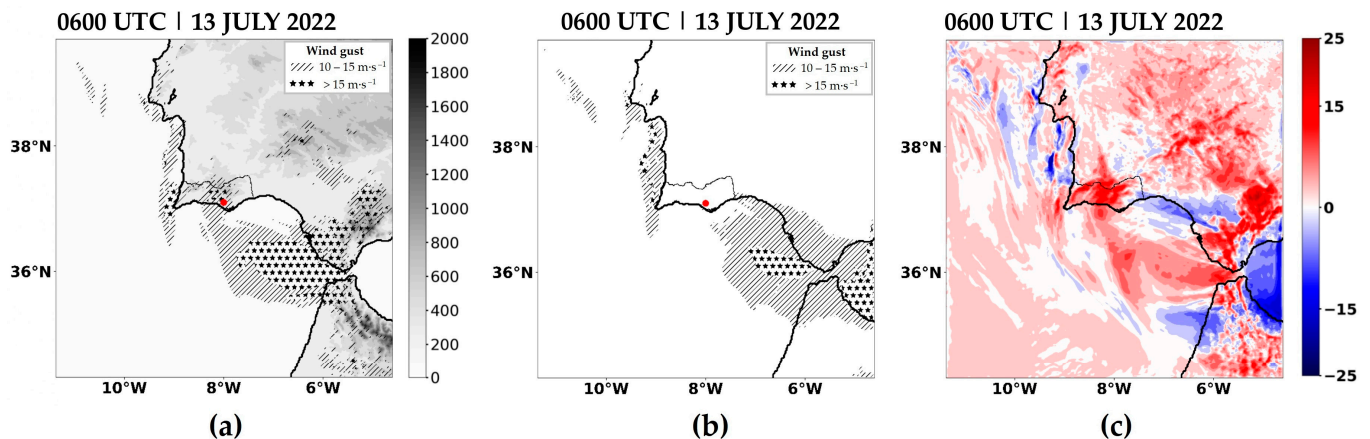 0600 UTC | 13 JULY 2022
Wind gust
10 – 15 m·s⁻¹
> 15 m·s⁻¹
38°N
36°N
10°W
8°W
6°W
2000
1800
1600
1400
1200
1000
800
600
400
200
0
(a)
0600 UTC | 13 JULY 2022
Wind gust
10 – 15 m·s⁻¹
> 15 m·s⁻¹
38°N
36°N
10°W
8°W
6°W
(b)
0600 UTC | 13 JULY 2022
38°N
36°N
10°W
8°W
6°W
25
15
0
−15
−25
(c)